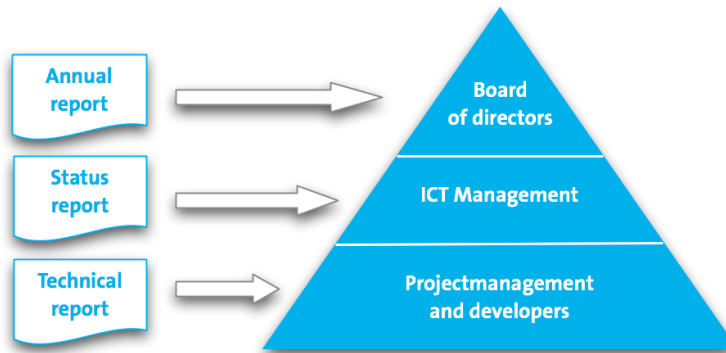 Annual
report
Board
of directors
Status
report
ICT Management
Technical
report
Projectmanagement
and developers